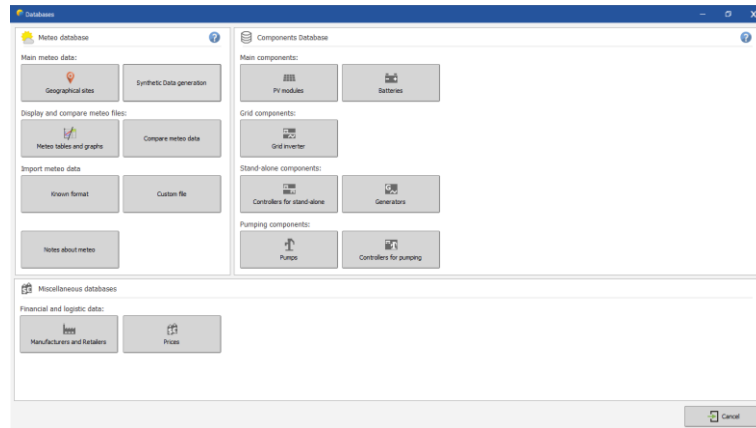 Databases
Meteo database
Main meteo data:
Geographical sites
Synthetic Data generation
Display and compare meteo files:
Meteo tables and graphs
Compare meteo data
Import meteo data
Known format
Custom file
Notes about meteo
Components Database
Main components:
PV modules
Batteries
Grid components:
Grid inverter
Stand-alone components:
Controllers for stand-alone
Generators
Pumping components:
Pumps
Controllers for pumping
Miscellaneous databases
Financial and logistic data:
Manufacturers and Retailers
Prices
Cancel